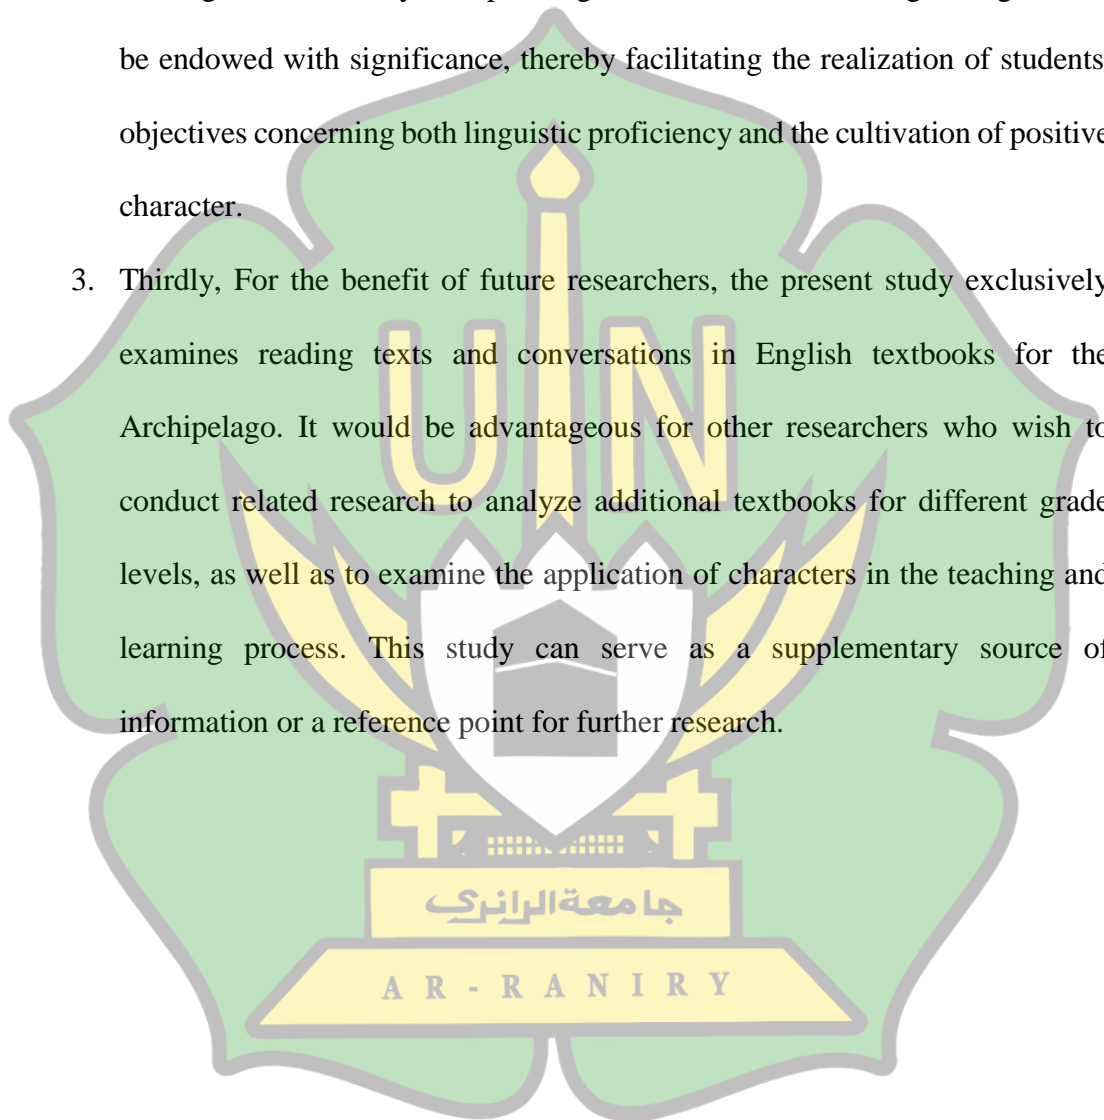 be endowed with significance, thereby facilitating the realization of students
objectives concerning both linguistic proficiency and the cultivation of positive
character.
3. Thirdly, For the benefit of future researchers, the present study exclusively
examines reading texts and conversations in English textbooks for the
Archipelago. It would be advantageous for other researchers who wish to
conduct related research to analyze additional textbooks for different grade
levels, as well as to examine the application of characters in the teaching and
learning process. This study can serve as a supplementary source of
information or a reference point for further research.
UIN
جامعة الرانري
AR-RANIRY